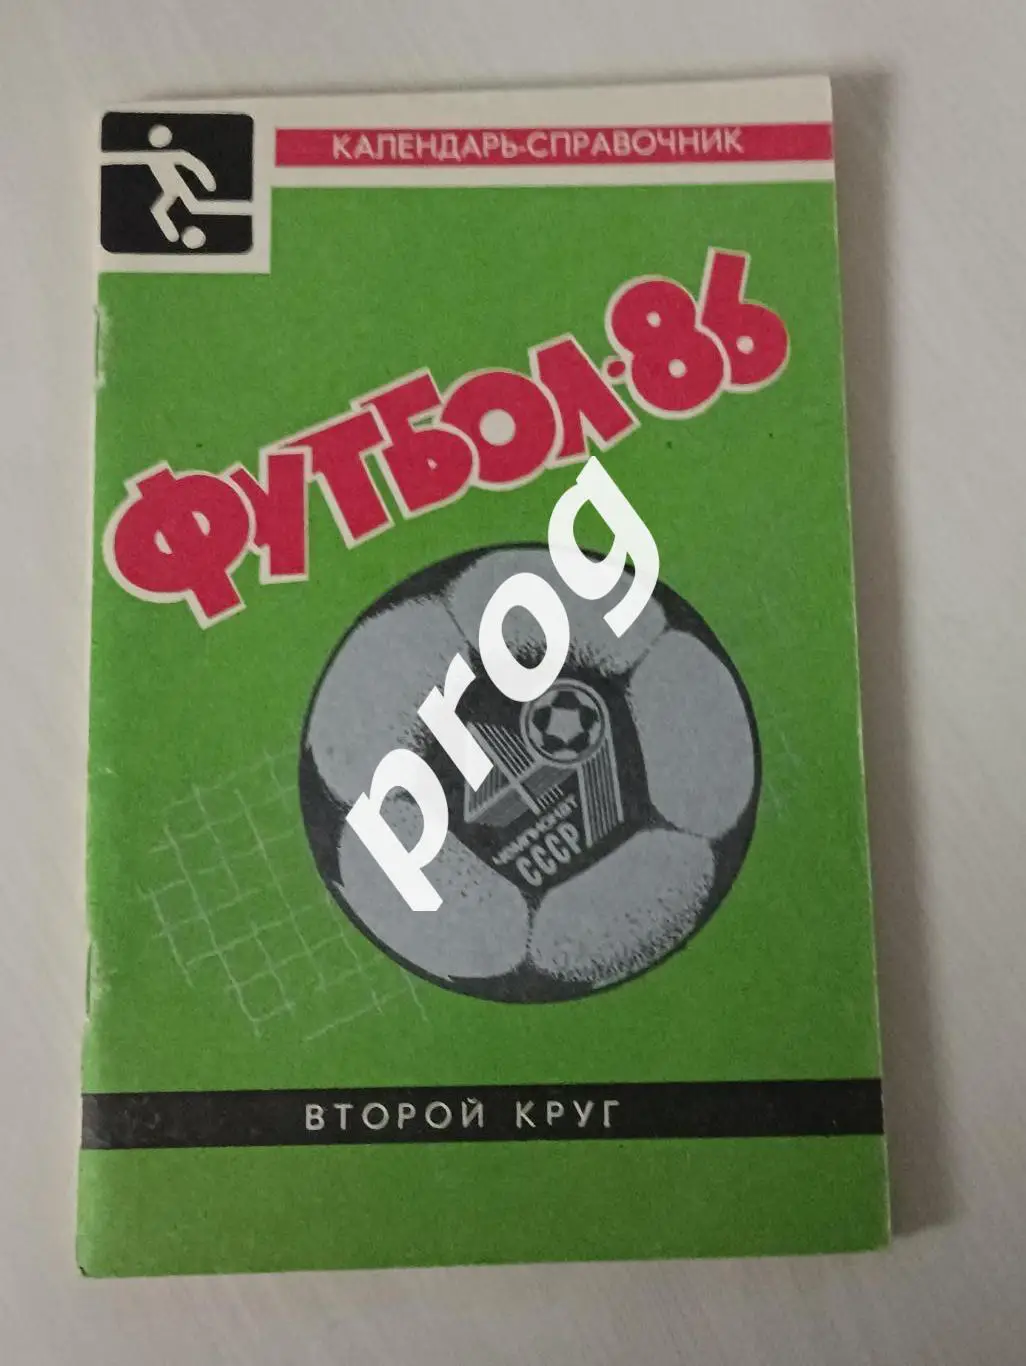 КАЛЕНДАРЬ-СПРАВОЧНИК
ФУТБОЛ·86
prog
ЧЕМПИОНАТ
СССР
ВТОРОЙ КРУГ